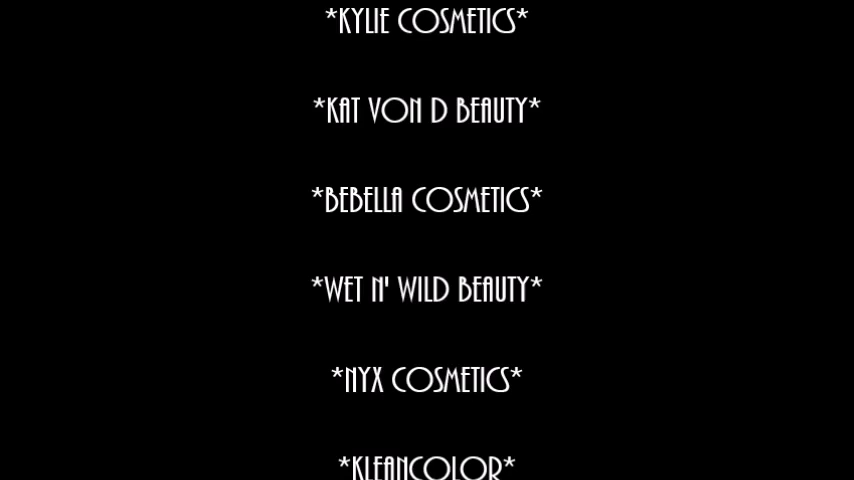 *KYLIE COSMETICS*
*KAT VON D BEAUTY*
*BEBELLA COSMETICS*
*WET N' WILD BEAUTY*
*NYX COSMETICS*
*KLEANCOLOR*